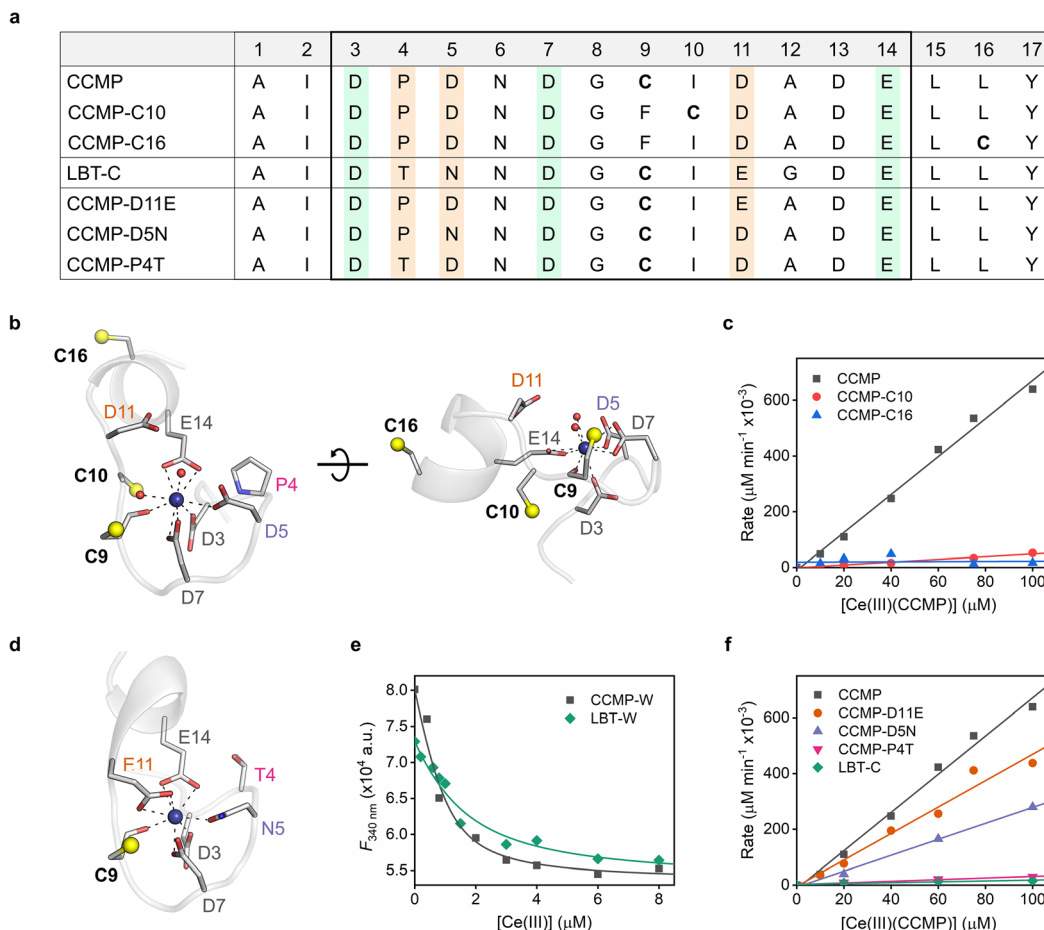 a
1 2 3 4 5 6 7 8 9 10 11 12 13 14 15 16 17
CCMP A I D P D N D G C I D A D E L L Y
CCMP-C10 A I D P D N D G F C D A D E L L Y
CCMP-C16 A I D P D N D G F I D A D E L C Y
LBT-C A I D T N N D G C I E G D E L L Y
CCMP-D11E A I D P D N D G C I E A D E L L Y
CCMP-D5N A I D P N N D G C I D A D E L L Y
CCMP-P4T A I D T D N D G C I D A D E L L Y
b
C16
D11
E14
C10
P4
C9
D3
D5
D7
D11
D5
D7
C16
E14
C9
C10
D3
c
CCMP
CCMP-C10
CCMP-C16
600
400
200
0
Rate (μM min⁻¹ x10⁻³)
0 20 40 60 80 100
[Ce(III)(CCMP)] (μM)
d
E14
E11
T4
N5
D3
C9
D7
e
CCMP-W
LBT-W
8.0
7.5
7.0
6.5
6.0
5.5
F340 nm (x10⁴ a.u.)
0 2 4 6 8
[Ce(III)] (μM)
f
CCMP
CCMP-D11E
CCMP-D5N
CCMP-P4T
LBT-C
600
400
200
0
Rate (μM min⁻¹ x10⁻³)
0 20 40 60 80 100
[Ce(III)(CCMP)] (μM)